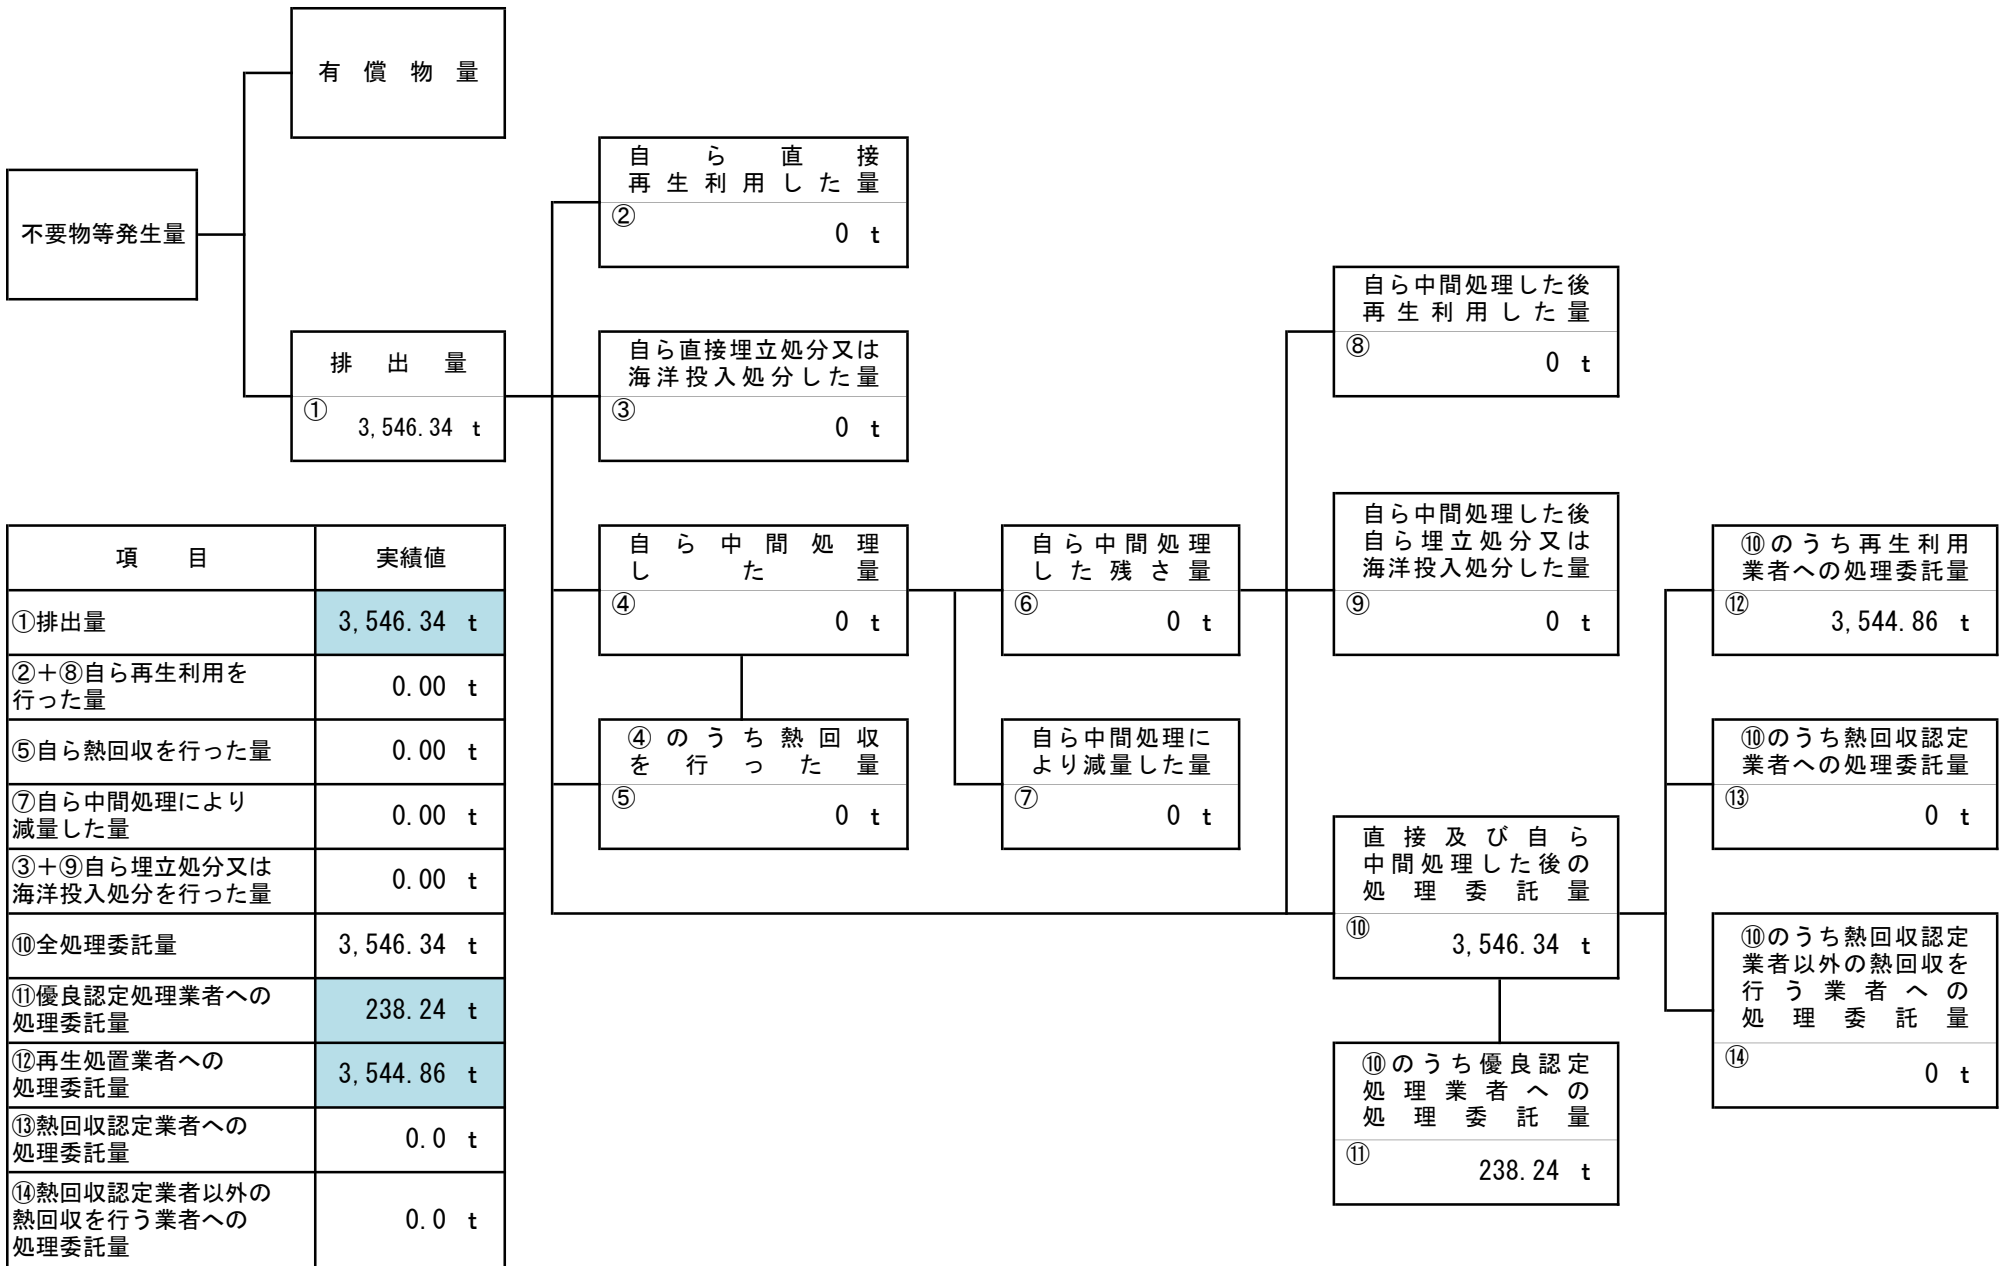 有償物量
不要物等発生量
排出量
①
3,546.34 t
自ら直接
再生利用した量
②
0 t
自ら直接埋立処分又は
海洋投入処分した量
③
0 t
自ら中間処理
した量
④
0 t
④のうち熱回収
を行った量
⑤
0 t
自ら中間処理
した残さ量
⑥
0 t
自ら中間処理に
より減量した量
⑦
0 t
自ら中間処理した後
再生利用した量
⑧
0 t
自ら中間処理した後
自ら埋立処分又は
海洋投入処分した量
⑨
0 t
直接及び自ら
中間処理した後の
処理委託量
⑩
3,546.34 t
⑩のうち優良認定
処理業者への
処理委託量
⑪
238.24 t
⑩のうち再生利用
業者への処理委託量
⑫
3,544.86 t
⑩のうち熱回収認定
業者への処理委託量
⑬
0 t
⑩のうち熱回収認定
業者以外の熱回収を
行う業者への
処理委託量
⑭
0 t
項目 実績値
①排出量 3,546.34 t
②＋⑧自ら再生利用を
行った量 0.00 t
⑤自ら熱回収を行った量 0.00 t
⑦自ら中間処理により
減量した量 0.00 t
③＋⑨自ら埋立処分又は
海洋投入処分を行った量 0.00 t
⑩全処理委託量 3,546.34 t
⑪優良認定処理業者への
処理委託量 238.24 t
⑫再生処置業者への
処理委託量 3,544.86 t
⑬熱回収認定業者への
処理委託量 0.0 t
⑭熱回収認定業者以外の
熱回収を行う業者への
処理委託量 0.0 t